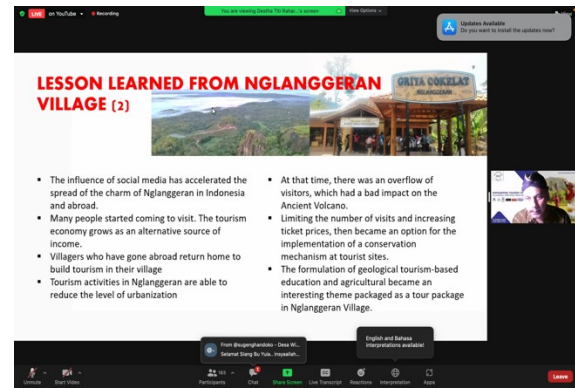 LIVE on YouTube
Recording
You are viewing Destha Titi Rahar...'s screen
View Options
Updates Available
Do you want to install the updates now?
LESSON LEARNED FROM NGLANGGERAN
VILLAGE (2)
GRIYA COKELAT
NGLANGGERAN
▪ The influence of social media has accelerated the
spread of the charm of Nglanggeran in Indonesia
and abroad.
▪ Many people started coming to visit. The tourism
economy grows as an alternative source of
income.
▪ Villagers who have gone abroad return home to
build tourism in their village
▪ Tourism activities in Nglanggeran are able to
reduce the level of urbanization
▪ At that time, there was an overflow of
visitors, which had a bad impact on the
Ancient Volcano.
▪ Limiting the number of visits and increasing
ticket prices, then became an option for the
implementation of a conservation
mechanism at tourist sites.
▪ The formulation of geological tourism-based
education and agricultural became an
interesting theme packaged as a tour package
in Nglanggeran Village.
From @sugenghandoko - Desa Wi...
Selamat Siang Bu Yula.. insyaallah...
English and Bahasa
interpretations available!
Unmute
Start Video
Participants
163
Chat
Share Screen
Live Transcript
Reactions
Interpretation
Apps
Leave